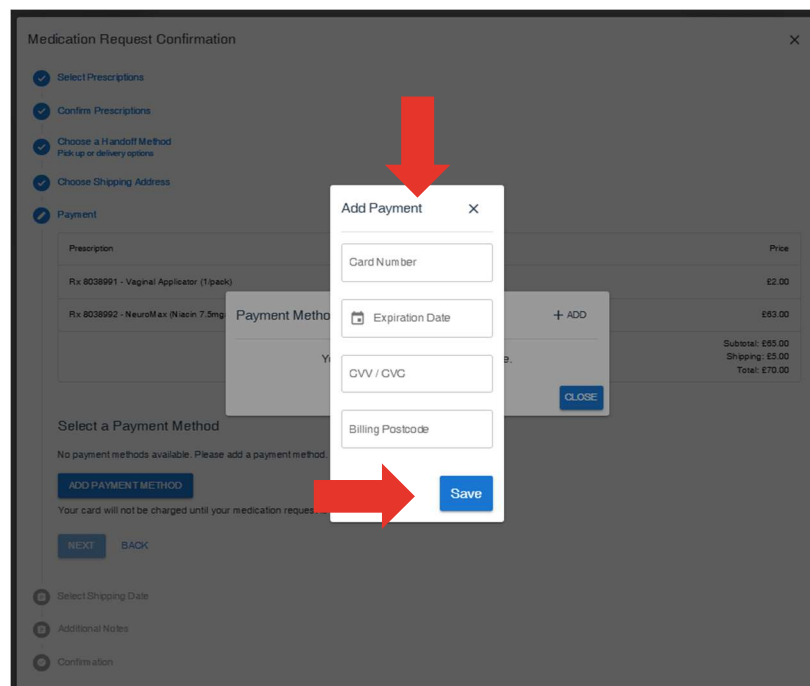 Medication Request Confirmation
Select Prescriptions
Confirm Prescriptions
Choose a Handoff Method
Pick up or delivery options
Choose Shipping Address
Payment
Prescription Price
Rx 8038991 - Vaginal Applicator (1/pack) £2.00
Rx 8038992 - NeuroMax (Niacin 7.5mg £63.00
Subtotal: £65.00
Shipping: £5.00
Total: £70.00
Payment Metho + ADD
CLOSE
Add Payment
Card Number
Expiration Date
CVV / CVC
Billing Postcode
Save
Select a Payment Method
No payment methods available. Please add a payment method.
ADD PAYMENT METHOD
Your card will not be charged until your medication
NEXT BACK
Select Shipping Date
Additional Notes
Confirmation